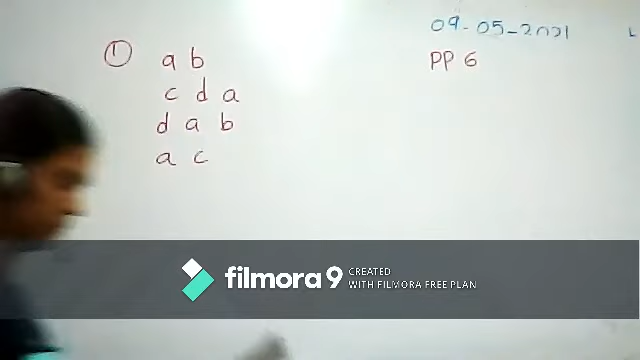 09-05-2021
PP 6
① a b
c d a
d a b
a c
filmora 9 CREATED
WITH FILMORA FREE PLAN